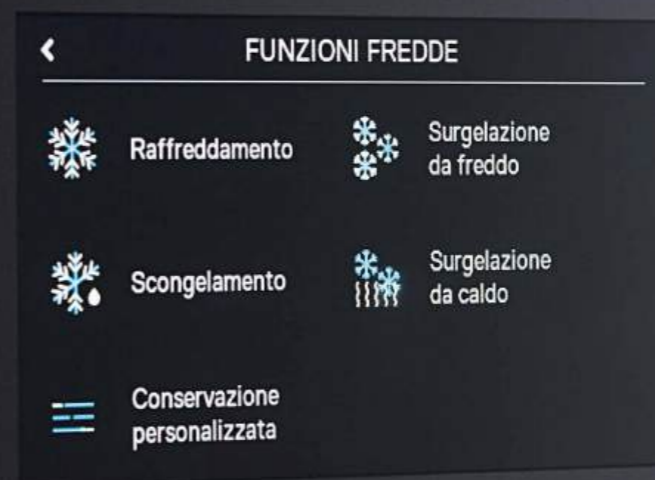 FUNZIONI FREDDE
Raffreddamento
Surgelazione
da freddo
Scongelamento
Surgelazione
da caldo
Conservazione
personalizzata